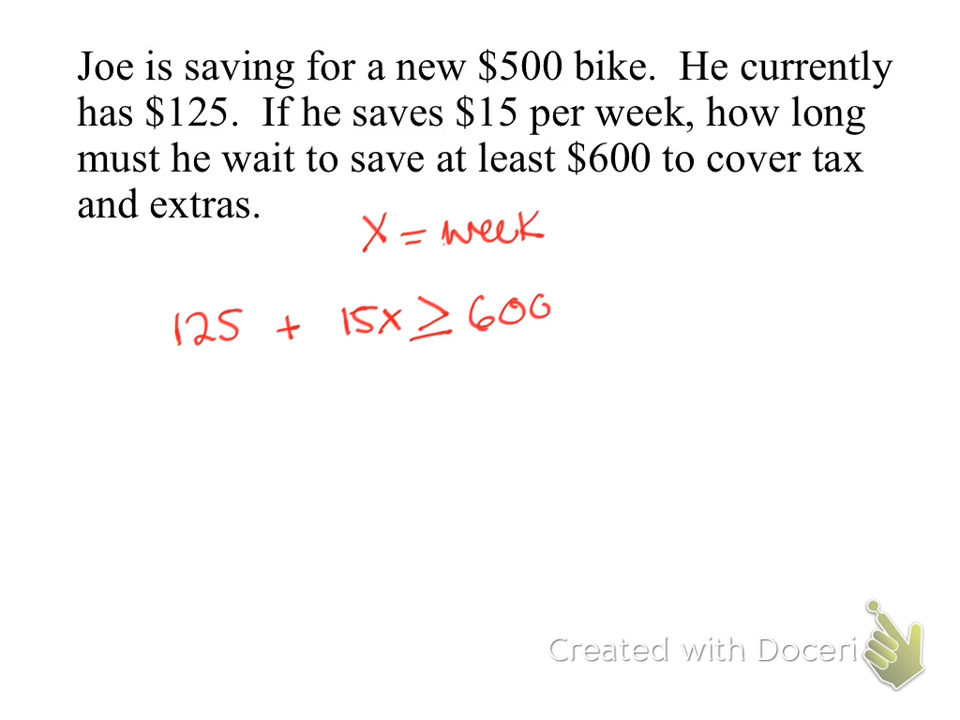 Joe is saving for a new $500 bike. He currently
has $125. If he saves $15 per week, how long
must he wait to save at least $600 to cover tax
and extras.
x = week
125 + 15x ≥ 600
Created with Doceri